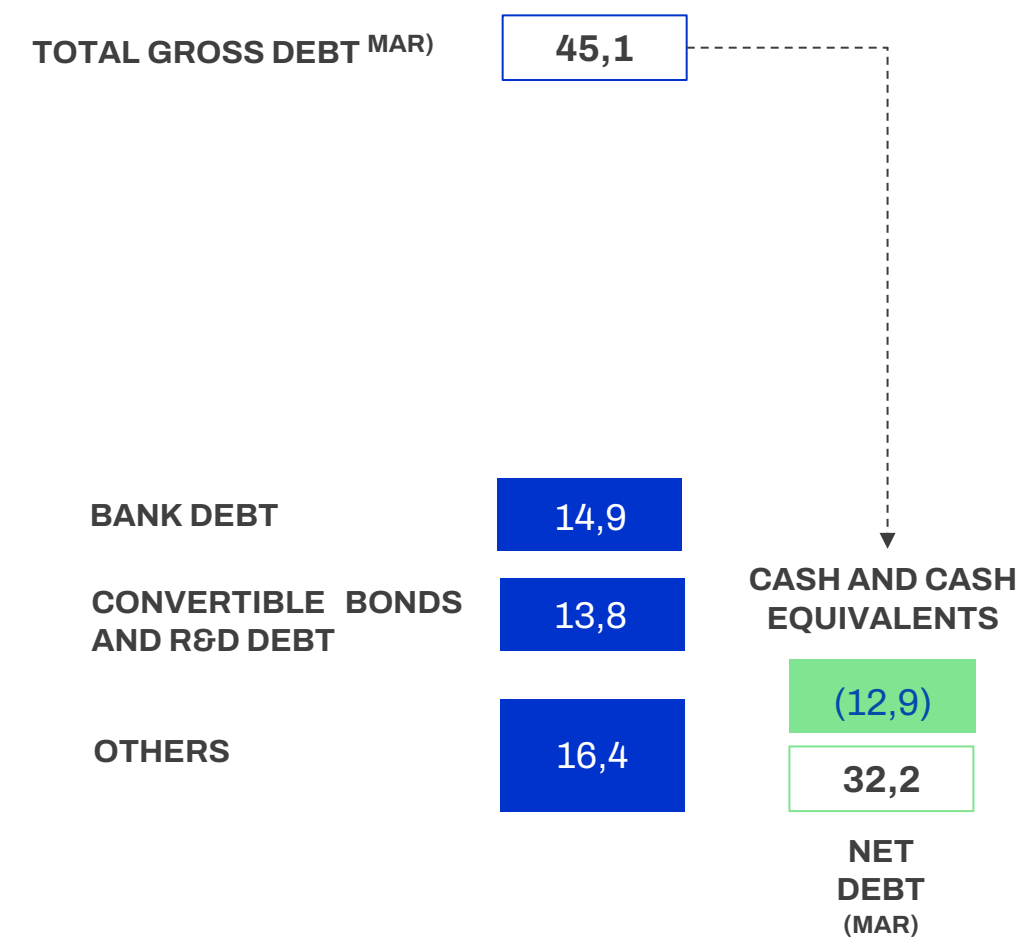 TOTAL GROSS DEBT MAR)
45,1
BANK DEBT
14,9
CONVERTIBLE BONDS
AND R&D DEBT
13,8
OTHERS
16,4
CASH AND CASH
EQUIVALENTS
(12,9)
32,2
NET
DEBT
(MAR)